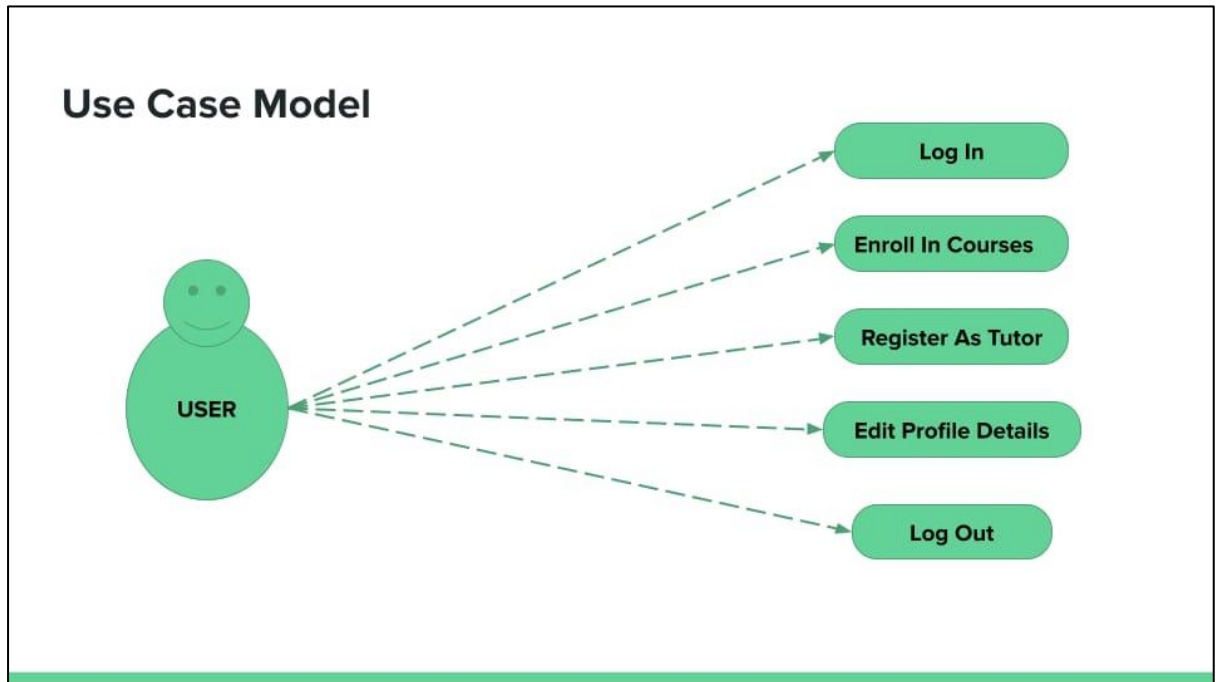 Use Case Model
Log In
Enroll In Courses
Register As Tutor
USER
Edit Profile Details
Log Out